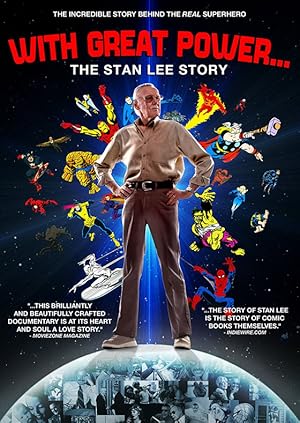 THE INCREDIBLE STORY BEHIND THE REAL SUPERHERO
WITH GREAT POWER...
THE STAN LEE STORY
"...THIS BRILLIANTLY
AND BEAUTIFULLY CRAFTED
DOCUMENTARY IS AT ITS HEART
AND SOUL A LOVE STORY."
- MOVIEZONE MAGAZINE
"...THE STORY OF STAN LEE
IS THE STORY OF COMIC
BOOKS THEMSELVES."
- INDIEWIRE.COM